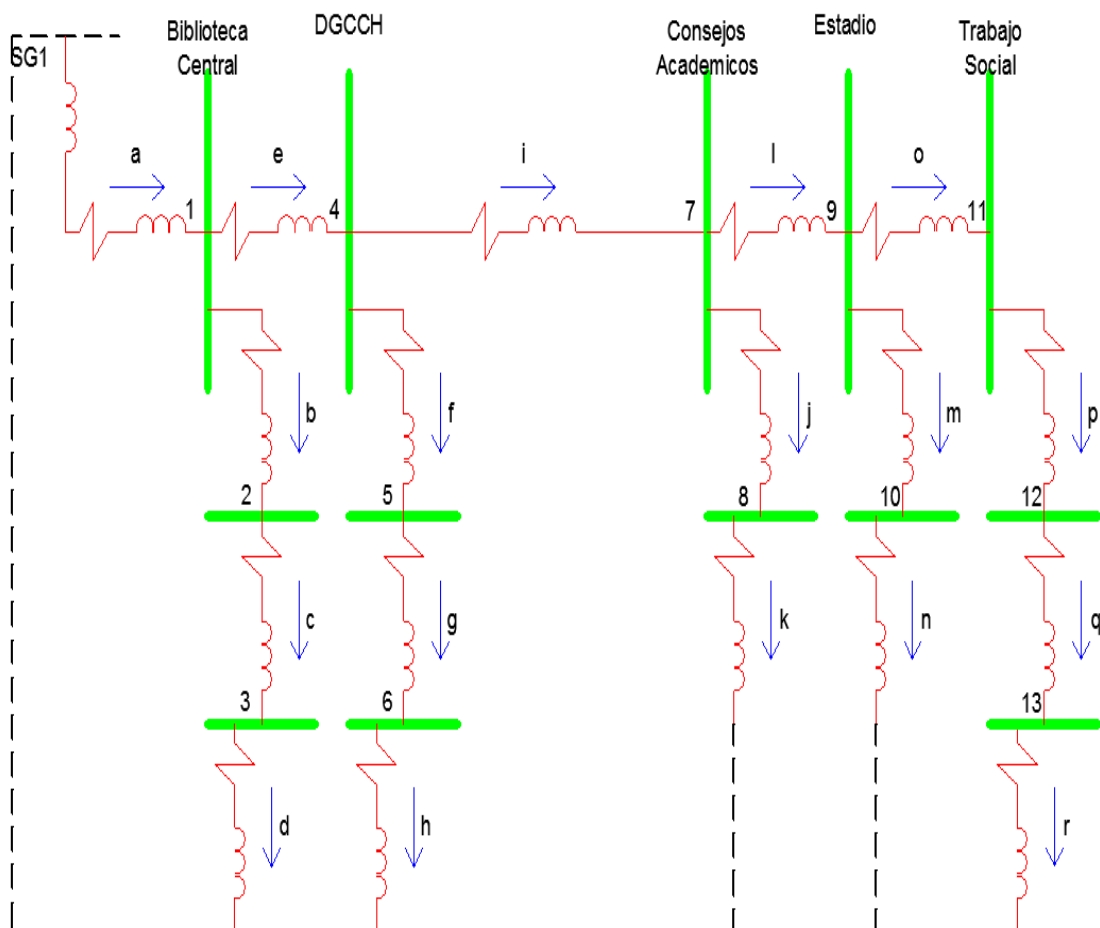 SG1
Biblioteca
Central
DGCCH
Consejos
Academicos
Estadio
Trabajo
Social
a
e
i
l
o
1
4
7
9
11
b
f
j
m
p
2
5
8
10
12
c
g
k
n
q
3
6
13
d
h
r